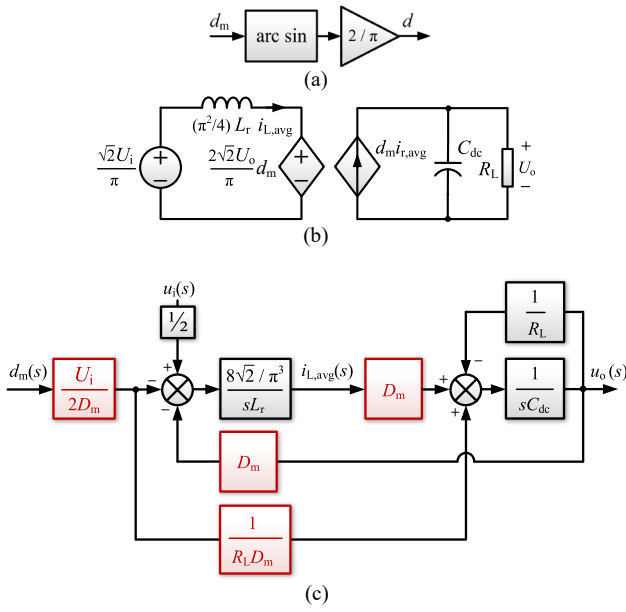 d_m
arc sin
2 / π
d
(a)
(π²/4) L_r
i_L,avg
√2U_i
π
+
−
2√2U_o
π
d_m
+
−
d_m i_r,avg
C_dc
R_L
+
U_o
−
(b)
u_i(s)
½
1
R_L
d_m(s)
U_i
2D_m
−
+
−
8√2 / π³
sL_r
i_L,avg(s)
D_m
+
−
+
1
sC_dc
u_o(s)
D_m
1
R_L D_m
(c)